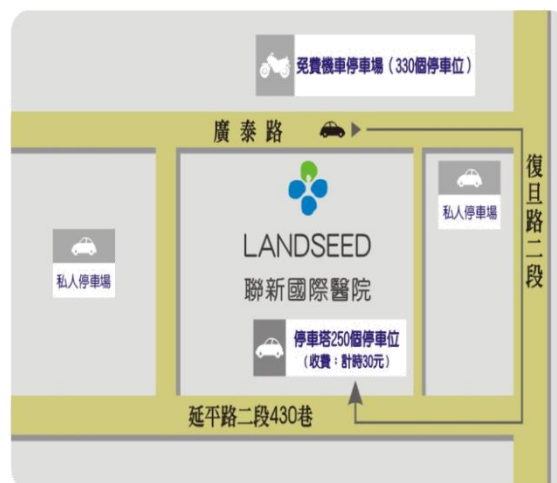 免費機車停車場（330個停車位）
廣泰路
復旦路二段
私人停車場
LANDSEED
聯新國際醫院
私人停車場
停車塔250個停車位
（收費：計時30元）
延平路二段430巷